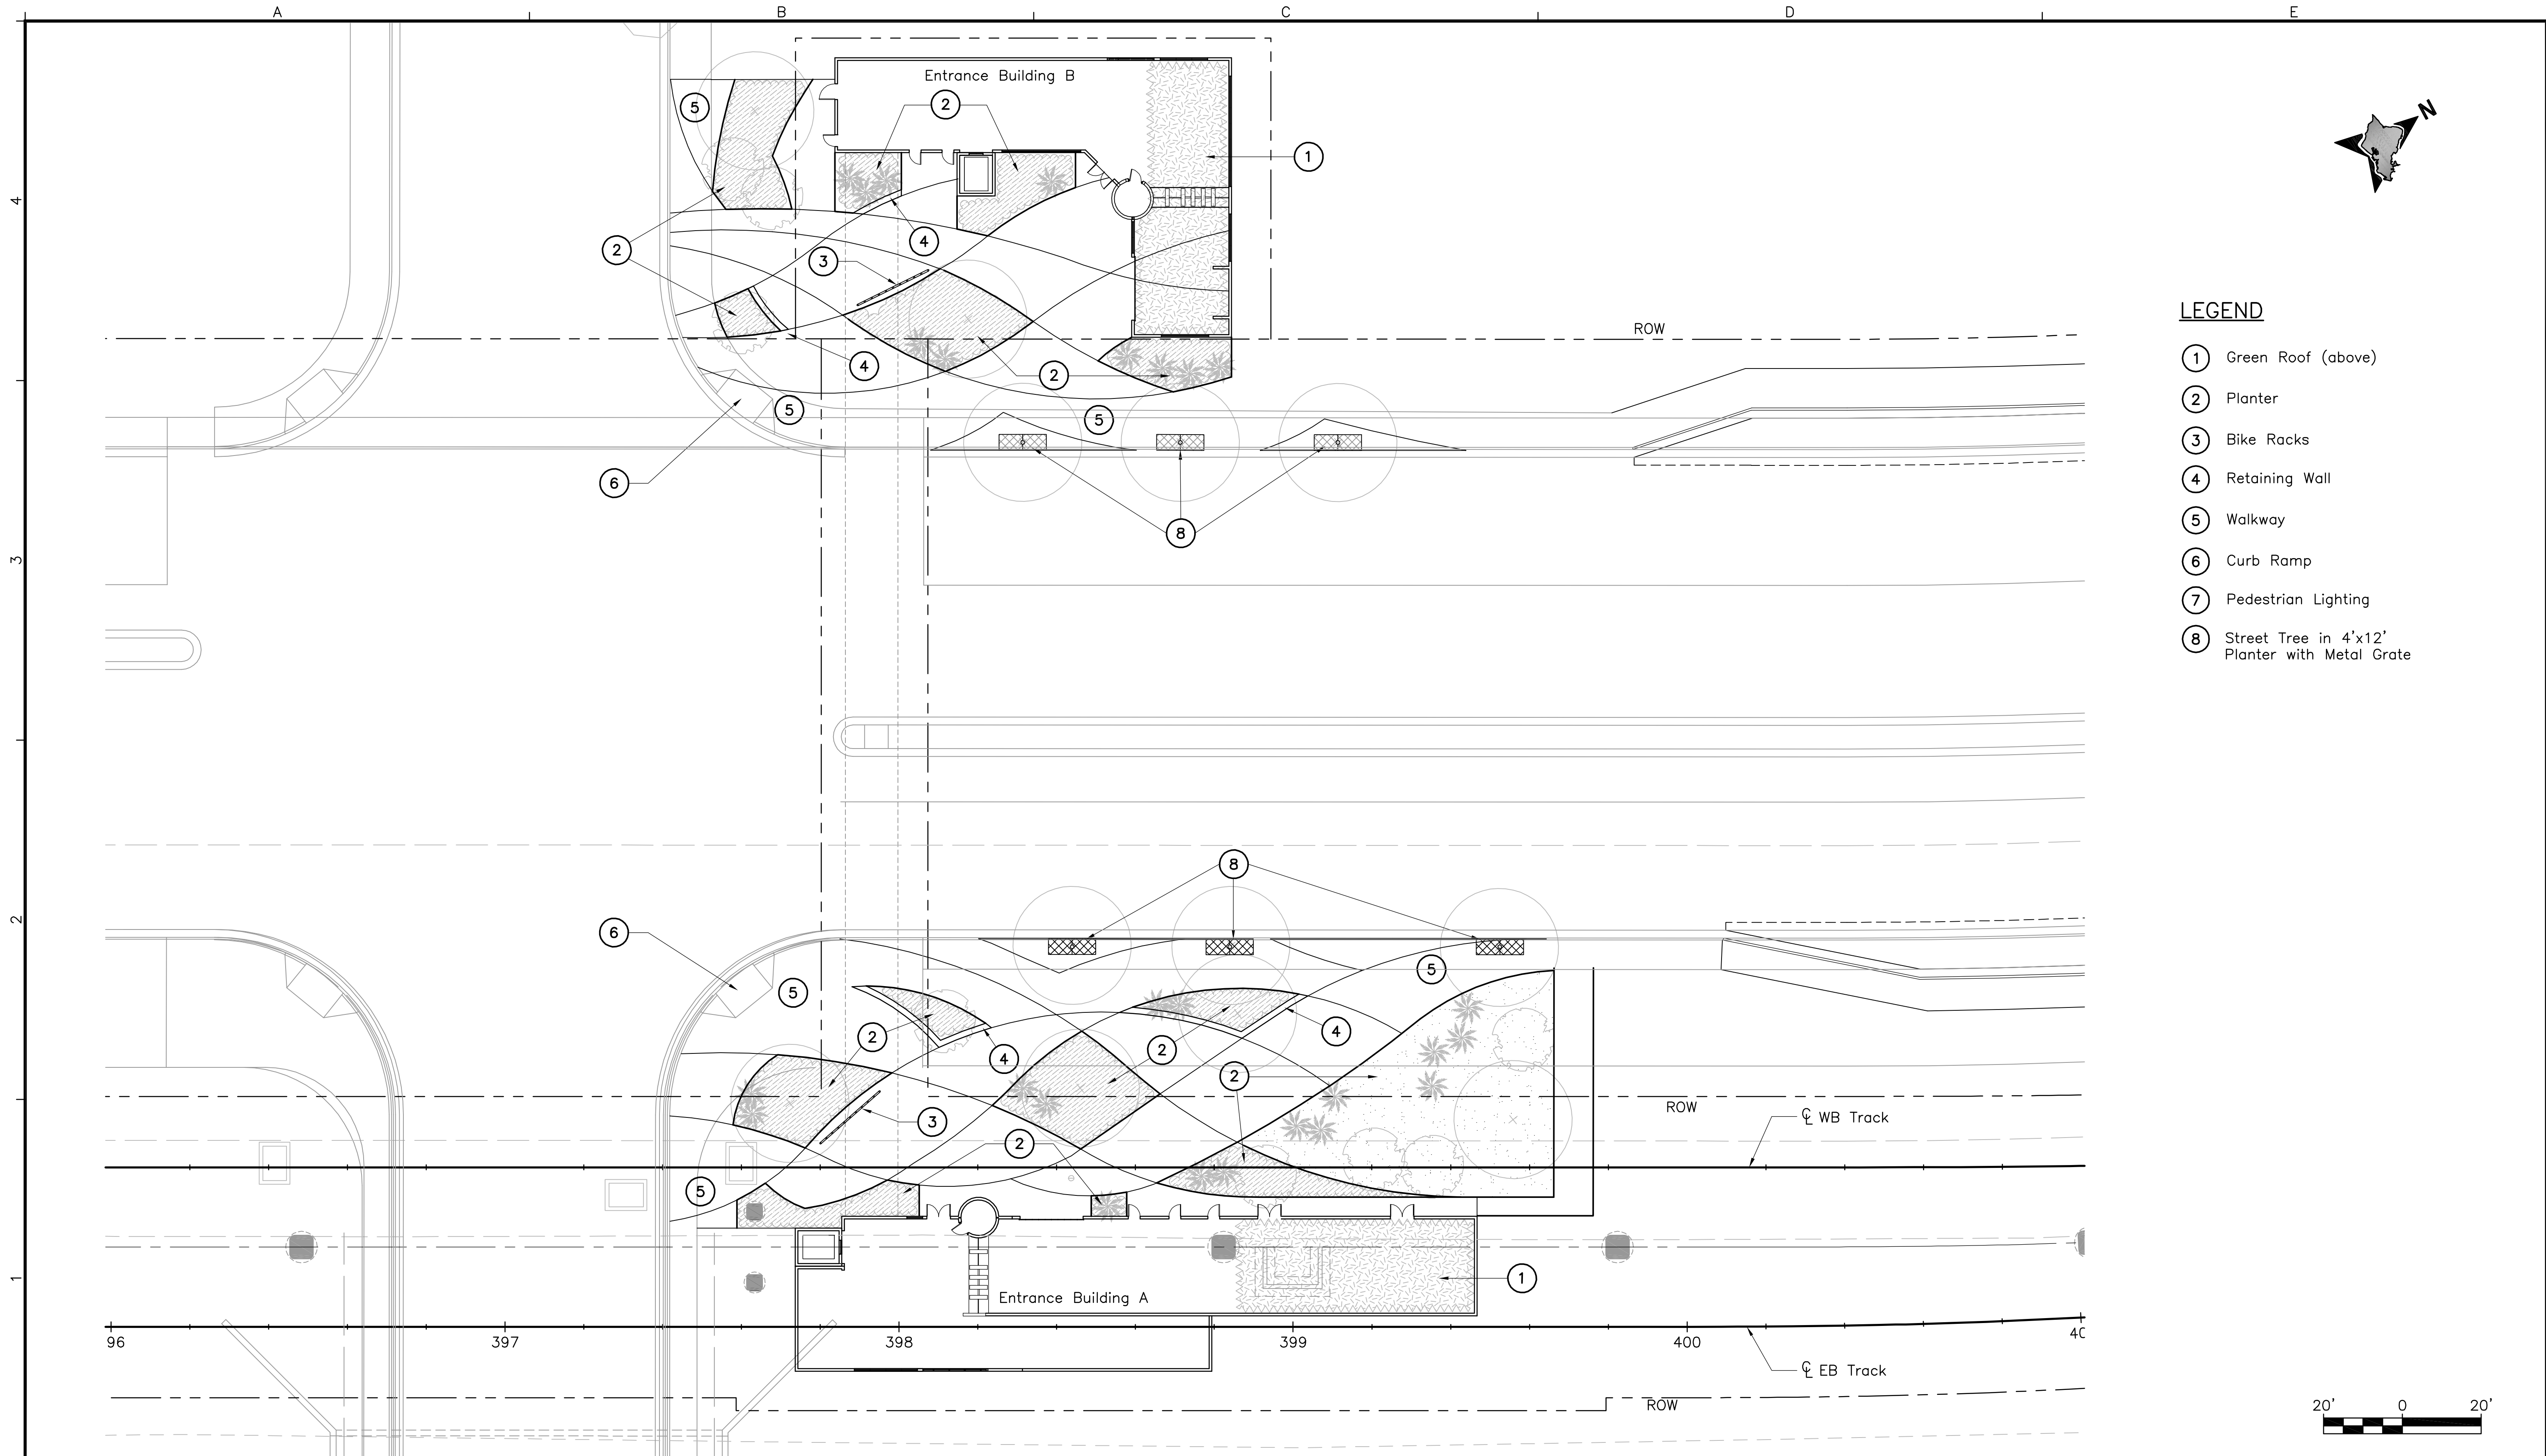 A B C D E
4
3
2
1
N
Entrance Building B
5
2
1
4
2
3
4
2
5
5
6
8
ROW
LEGEND
1 Green Roof (above)
2 Planter
3 Bike Racks
4 Retaining Wall
5 Walkway
6 Curb Ramp
7 Pedestrian Lighting
8 Street Tree in 4'x12'
Planter with Metal Grate
8
6
5
5
2
4
2
4
2
3
2
5
ROW
℄ WB Track
1
Entrance Building A
96 397 398 399 400 40
℄ EB Track
ROW
20' 0 20'